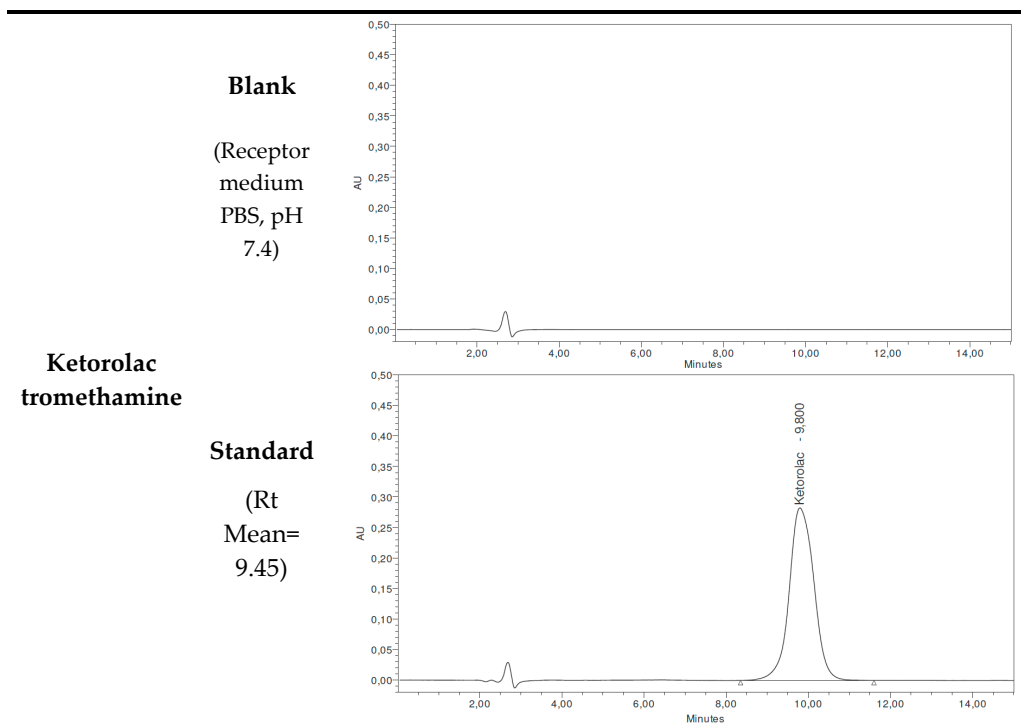 Ketorolac
tromethamine
Blank
(Receptor
medium
PBS, pH
7.4)
AU
0,50
0,45
0,40
0,35
0,30
0,25
0,20
0,15
0,10
0,05
0,00
2,00 4,00 6,00 8,00 10,00 12,00 14,00
Minutes
Standard
(Rt
Mean=
9.45)
AU
0,50
0,45
0,40
0,35
0,30
0,25
0,20
0,15
0,10
0,05
0,00
Ketorolac - 9,800
2,00 4,00 6,00 8,00 10,00 12,00 14,00
Minutes